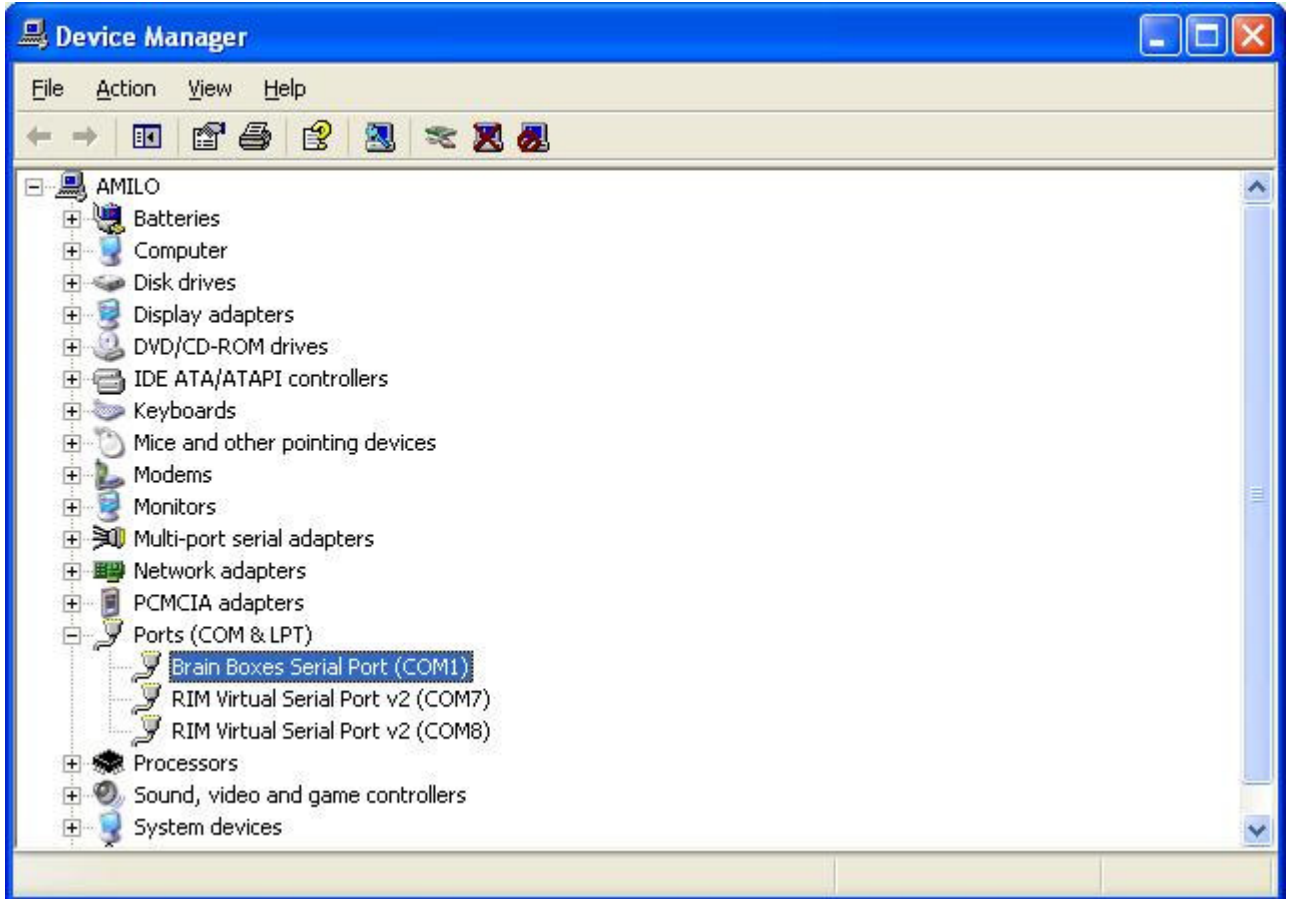 Device Manager
File Action View Help
AMILO
Batteries
Computer
Disk drives
Display adapters
DVD/CD-ROM drives
IDE ATA/ATAPI controllers
Keyboards
Mice and other pointing devices
Modems
Monitors
Multi-port serial adapters
Network adapters
PCMCIA adapters
Ports (COM & LPT)
Brain Boxes Serial Port (COM1)
RIM Virtual Serial Port v2 (COM7)
RIM Virtual Serial Port v2 (COM8)
Processors
Sound, video and game controllers
System devices